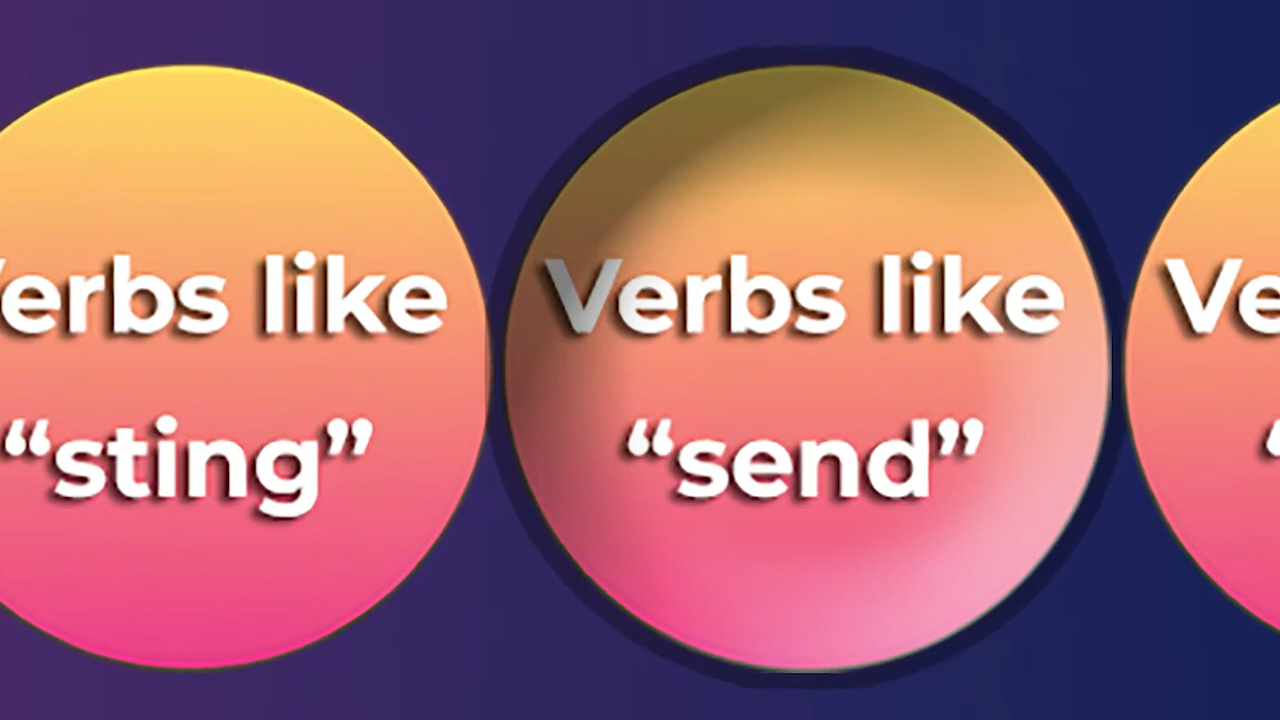 erbs like
“sting”
Verbs like
“send”
Ve
“